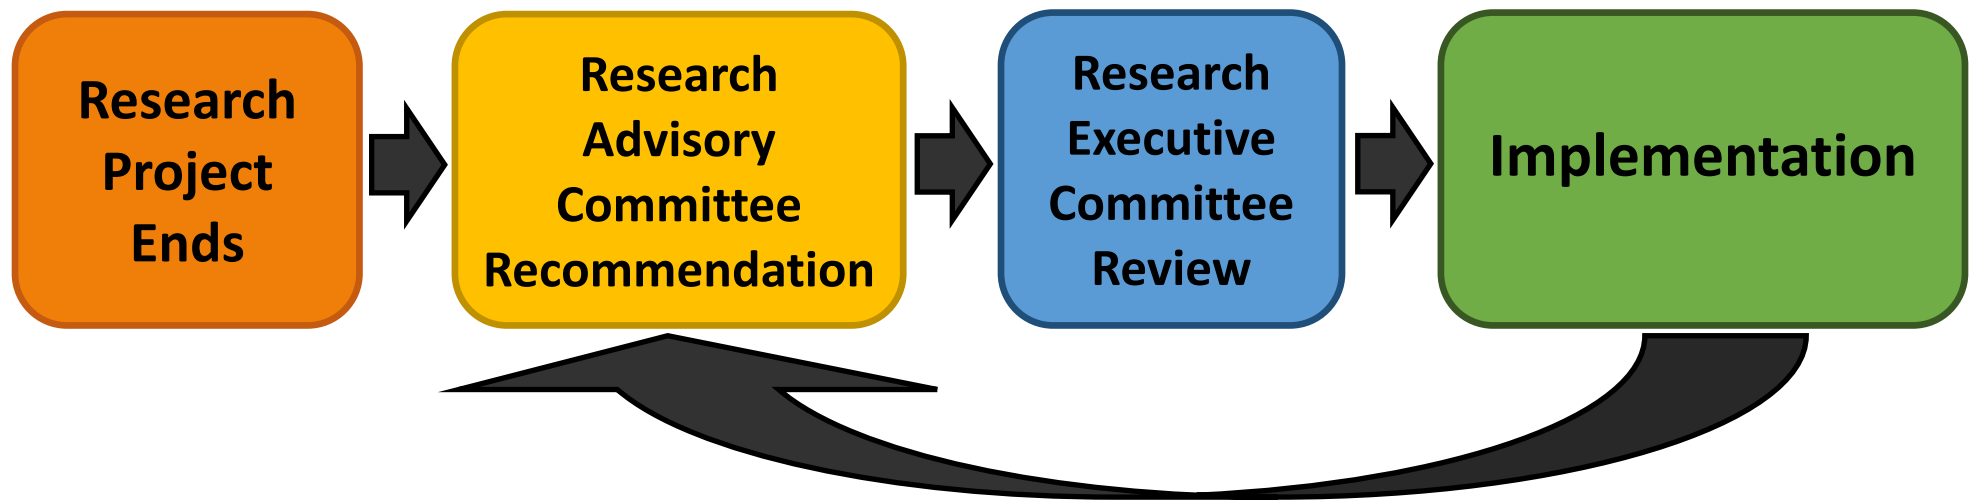 Research
Project
Ends
Research
Advisory
Committee
Recommendation
Research
Executive
Committee
Review
Implementation